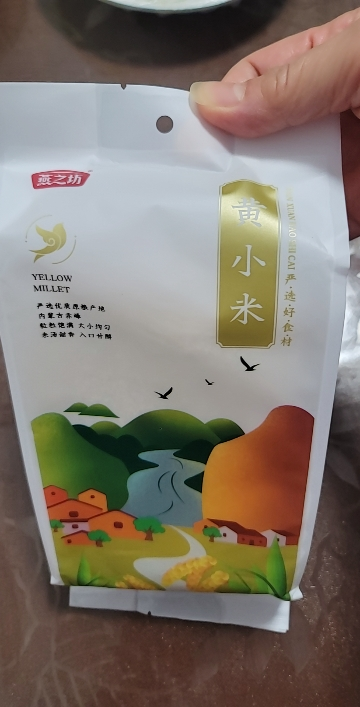 燕之坊
黄小米
严·选·好·食·材
YELLOW
MILLET
严选优质原粮产地
内蒙古赤峰
粒粒饱满 大小均匀
米汤甜香 入口甘醇